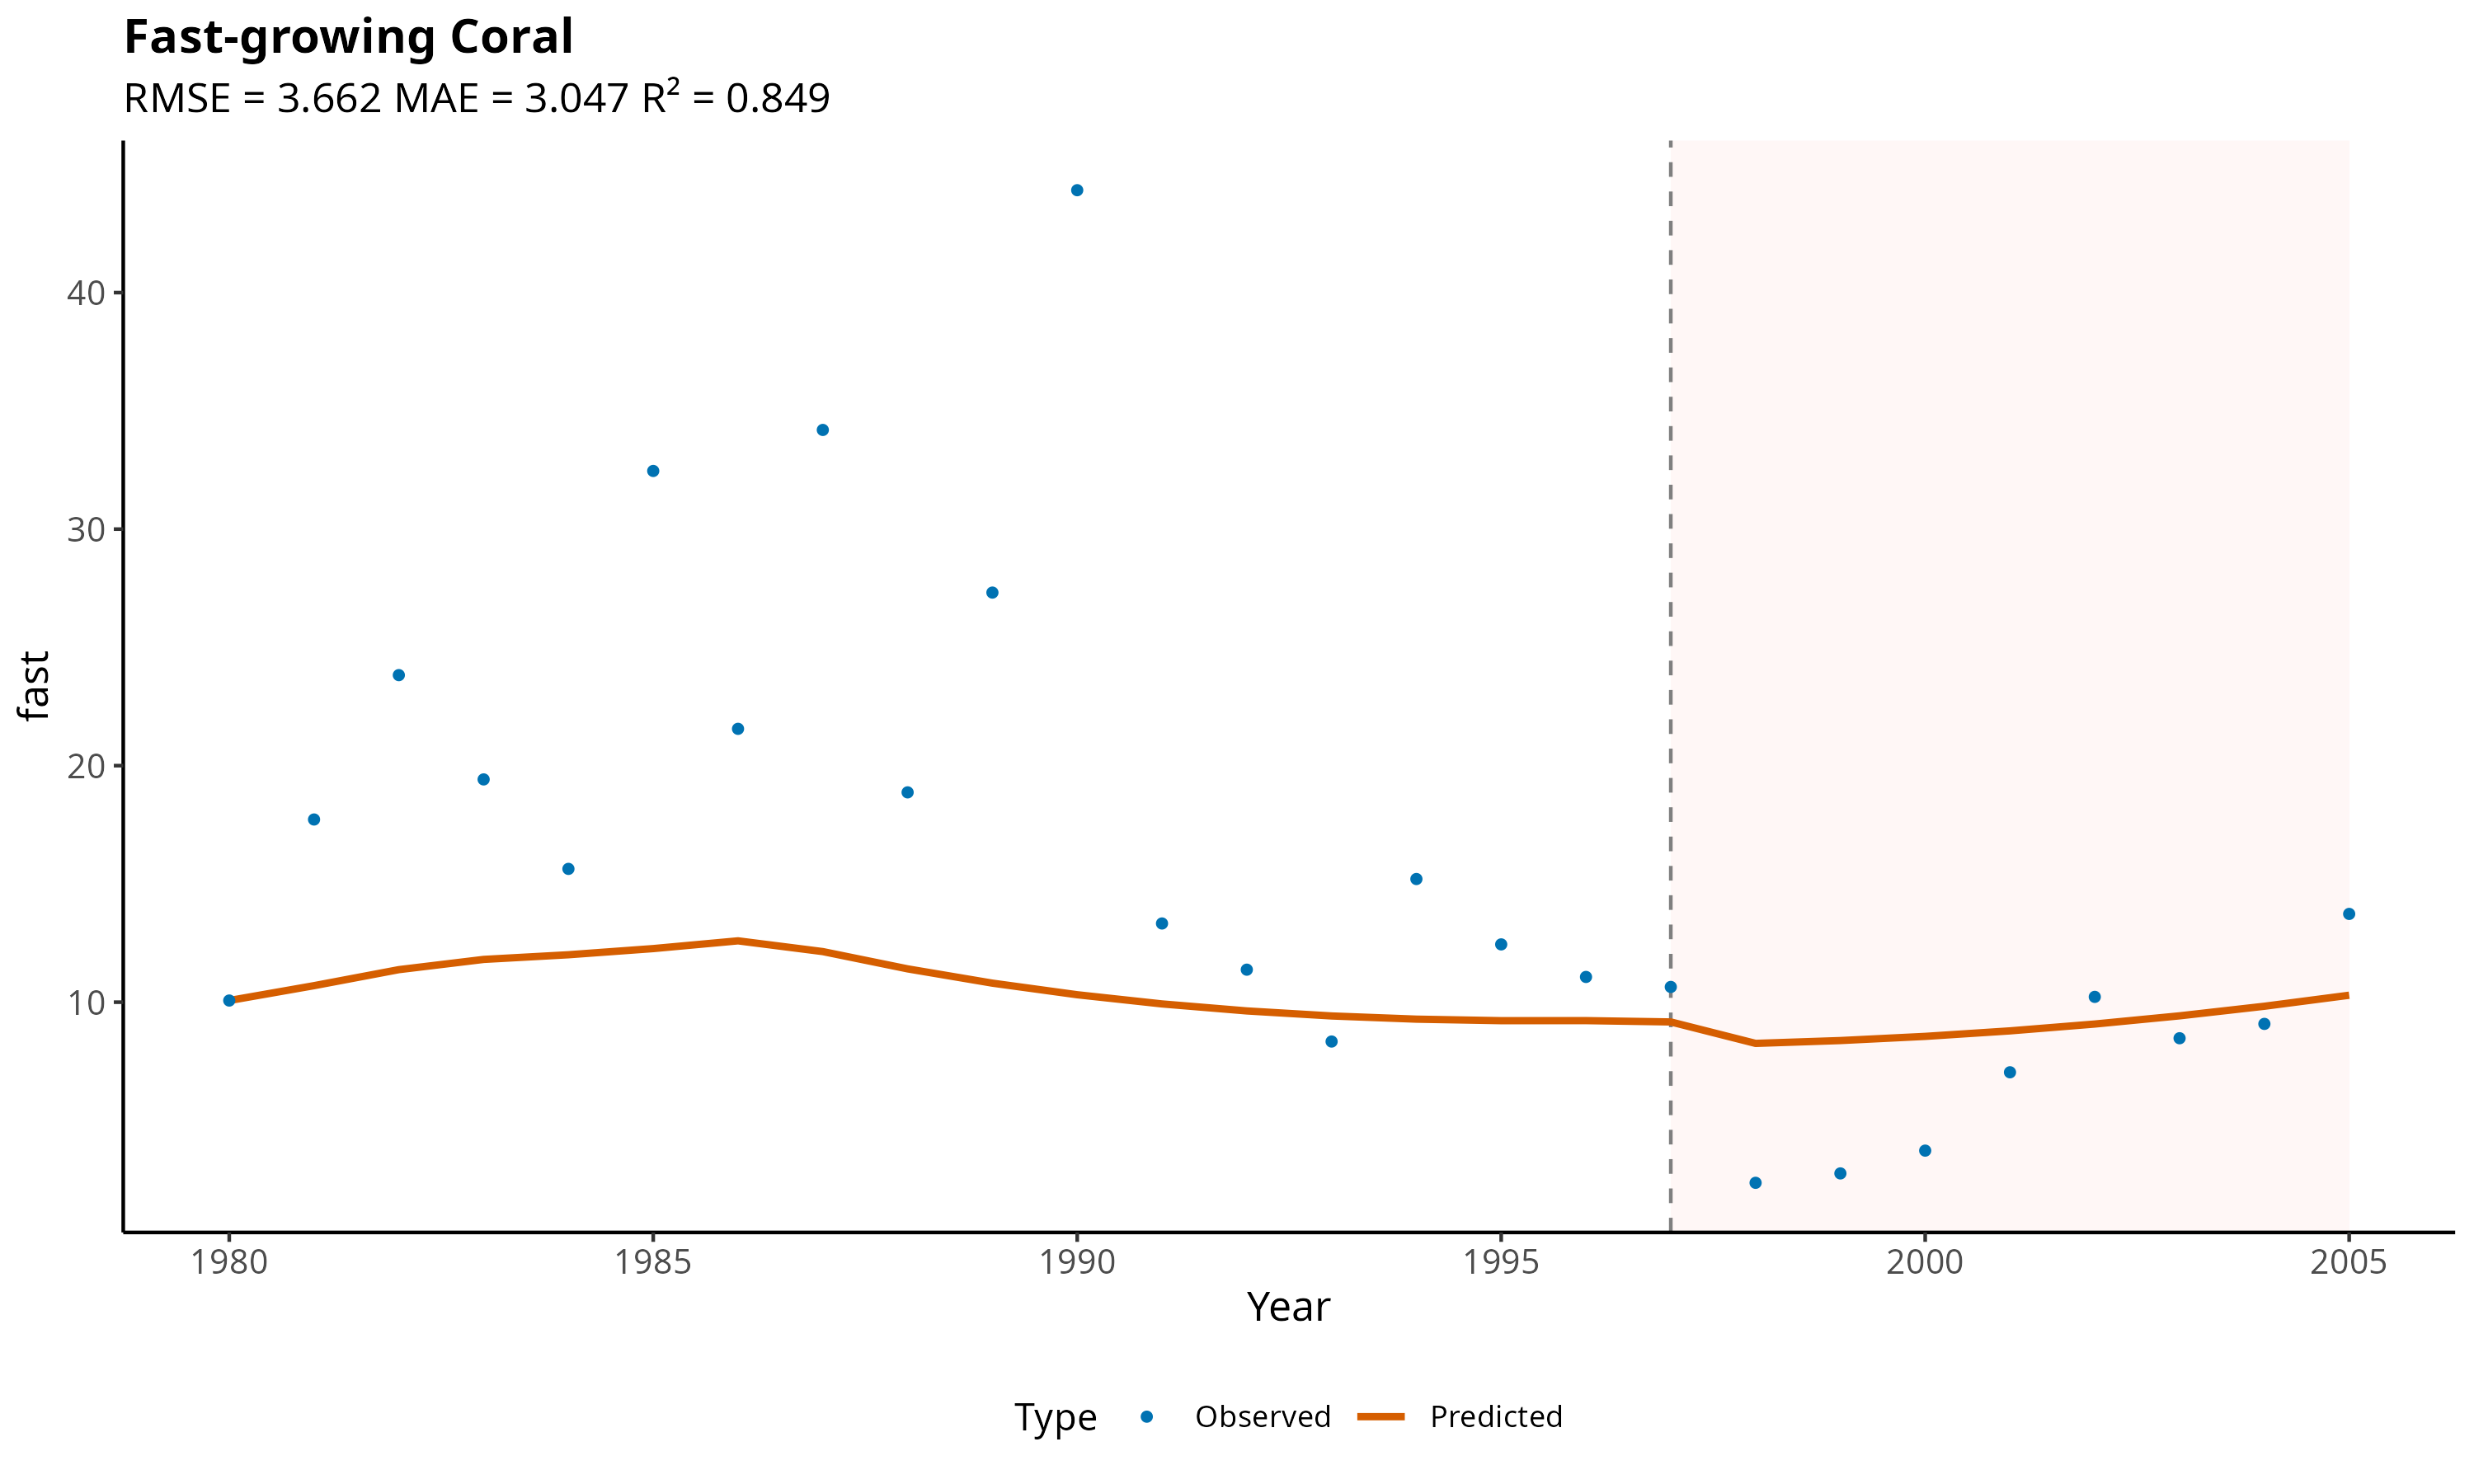 Fast-growing Coral
RMSE = 3.662 MAE = 3.047 R² = 0.849
40
30
20
10
fast
1980 1985 1990 1995 2000 2005
Year
Type Observed Predicted